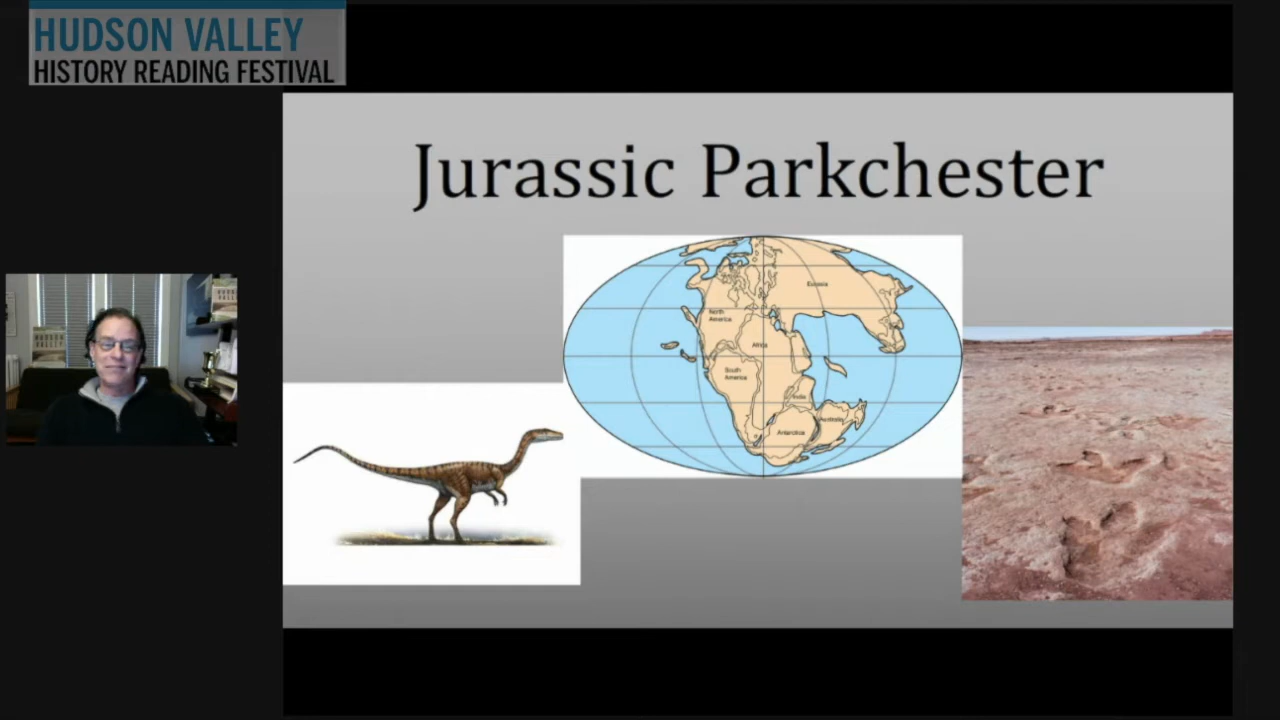 HUDSON VALLEY
HISTORY READING FESTIVAL
Jurassic Parkchester
Eurasia
North
America
Africa
South
America
India
Australia
Antarctica